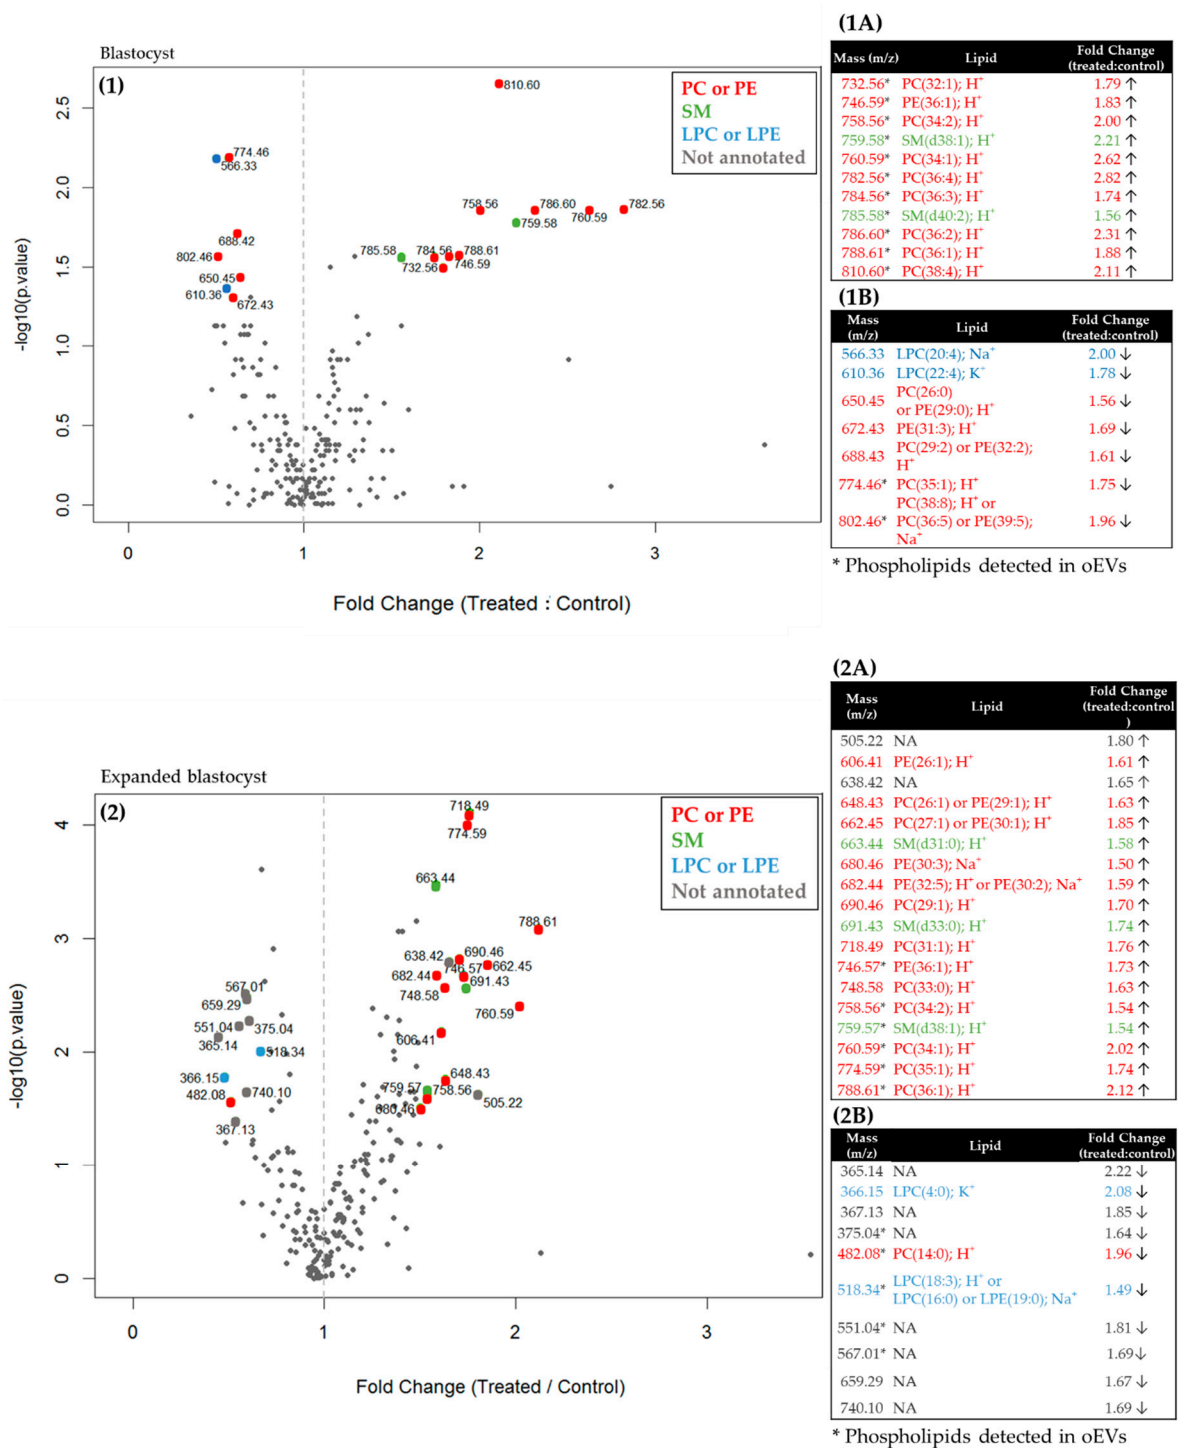 Blastocyst
(1)
PC or PE
SM
LPC or LPE
Not annotated
810.60
774.46
566.33
688.42
802.46
650.45
610.36
672.43
758.56
786.60
782.56
760.59
759.58
785.58
784.56
788.61
732.56
746.59
-log10(p.value)
2.5
2.0
1.5
1.0
0.5
0.0
0 1 2 3
Fold Change (Treated : Control)
(1A)
Mass (m/z) Lipid Fold Change (treated:control)
732.56* PC(32:1); H+ 1.79 ↑
746.59* PE(36:1); H+ 1.83 ↑
758.56* PC(34:2); H+ 2.00 ↑
759.58* SM(d38:1); H+ 2.21 ↑
760.59* PC(34:1); H+ 2.62 ↑
782.56* PC(36:4); H+ 2.82 ↑
784.56* PC(36:3); H+ 1.74 ↑
785.58* SM(d40:2); H+ 1.56 ↑
786.60* PC(36:2); H+ 2.31 ↑
788.61* PC(36:1); H+ 1.88 ↑
810.60* PC(38:4); H+ 2.11 ↑
(1B)
Mass (m/z) Lipid Fold Change (treated:control)
566.33 LPC(20:4); Na+ 2.00 ↓
610.36 LPC(22:4); K+ 1.78 ↓
650.45 PC(26:0) or PE(29:0); H+ 1.56 ↓
672.43 PE(31:3); H+ 1.69 ↓
688.43 PC(29:2) or PE(32:2); H+ 1.61 ↓
774.46* PC(35:1); H+ 1.75 ↓
802.46* PC(38:8); H+ or PC(36:5) or PE(39:5); Na+ 1.96 ↓
* Phospholipids detected in oEVs
Expanded blastocyst
(2)
PC or PE
SM
LPC or LPE
Not annotated
718.49
774.59
663.44
788.61
638.42
690.46
746.57
662.45
682.44
691.43
748.58
760.59
606.41
648.43
759.57
758.56
505.22
680.46
567.01
659.29
551.04
375.04
365.14
518.34
366.15
740.10
482.08
367.13
-log10(p.value)
4
3
2
1
0
0 1 2 3
Fold Change (Treated / Control)
(2A)
Mass (m/z) Lipid Fold Change (treated:control)
505.22 NA 1.80 ↑
606.41 PE(26:1); H+ 1.61 ↑
638.42 NA 1.65 ↑
648.43 PC(26:1) or PE(29:1); H+ 1.63 ↑
662.45 PC(27:1) or PE(30:1); H+ 1.85 ↑
663.44 SM(d31:0); H+ 1.58 ↑
680.46 PE(30:3); Na+ 1.50 ↑
682.44 PE(32:5); H+ or PE(30:2); Na+ 1.59 ↑
690.46 PC(29:1); H+ 1.70 ↑
691.43 SM(d33:0); H+ 1.74 ↑
718.49 PC(31:1); H+ 1.76 ↑
746.57* PE(36:1); H+ 1.73 ↑
748.58 PC(33:0); H+ 1.63 ↑
758.56* PC(34:2); H+ 1.54 ↑
759.57* SM(d38:1); H+ 1.54 ↑
760.59* PC(34:1); H+ 2.02 ↑
774.59* PC(35:1); H+ 1.74 ↑
788.61* PC(36:1); H+ 2.12 ↑
(2B)
Mass (m/z) Lipid Fold Change (treated:control)
365.14 NA 2.22 ↓
366.15 LPC(4:0); K+ 2.08 ↓
367.13 NA 1.85 ↓
375.04* NA 1.64 ↓
482.08* PC(14:0); H+ 1.96 ↓
518.34* LPC(18:3); H+ or LPC(16:0) or LPE(19:0); Na+ 1.49 ↓
551.04* NA 1.81 ↓
567.01* NA 1.69↓
659.29 NA 1.67 ↓
740.10 NA 1.69 ↓
* Phospholipids detected in oEVs